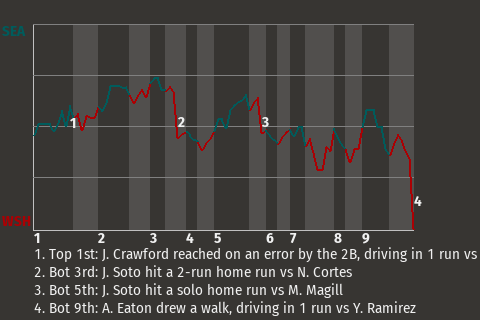 SEA
1
2
3
4
WSH
1 2 3 4 5 6 7 8 9
1. Top 1st: J. Crawford reached on an error by the 2B, driving in 1 run vs
2. Bot 3rd: J. Soto hit a 2-run home run vs N. Cortes
3. Bot 5th: J. Soto hit a solo home run vs M. Magill
4. Bot 9th: A. Eaton drew a walk, driving in 1 run vs Y. Ramirez